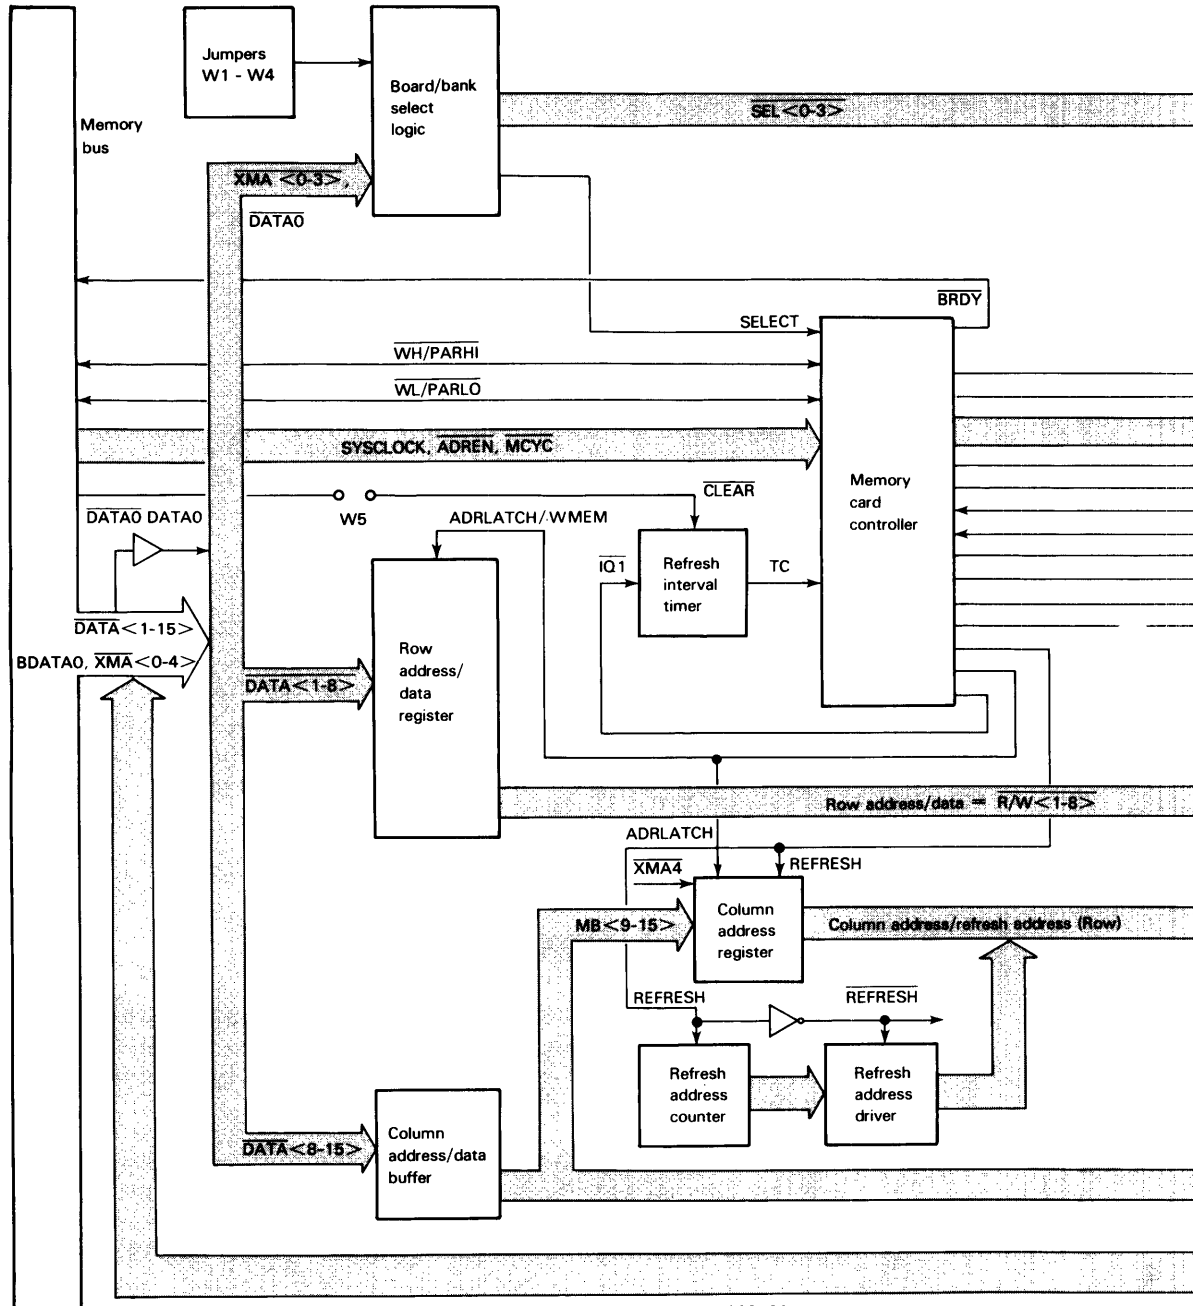 Jumpers
W1 - W4
Board/bank
select
logic
SEL<0-3>
Memory
bus
XMA <0-3>,
DATA0
BRDY
SELECT
WH/PARHI
WL/PARLO
SYSCLOCK, ADREN, MCYC
Memory
card
controller
CLEAR
W5
DATA0 DATA0
ADRLATCH/ WMEM
IQ1
Refresh
interval
timer
TC
DATA<1-15>
BDATA0, XMA<0-4>
DATA<1-8>
Row
address/
data
register
Row address/data = R/W<1-8>
ADRLATCH
REFRESH
XMA4
MB<9-15>
Column
address
register
Column address/refresh address (Row)
REFRESH
REFRESH
Refresh
address
counter
Refresh
address
driver
DATA<8-15>
Column
address/data
buffer